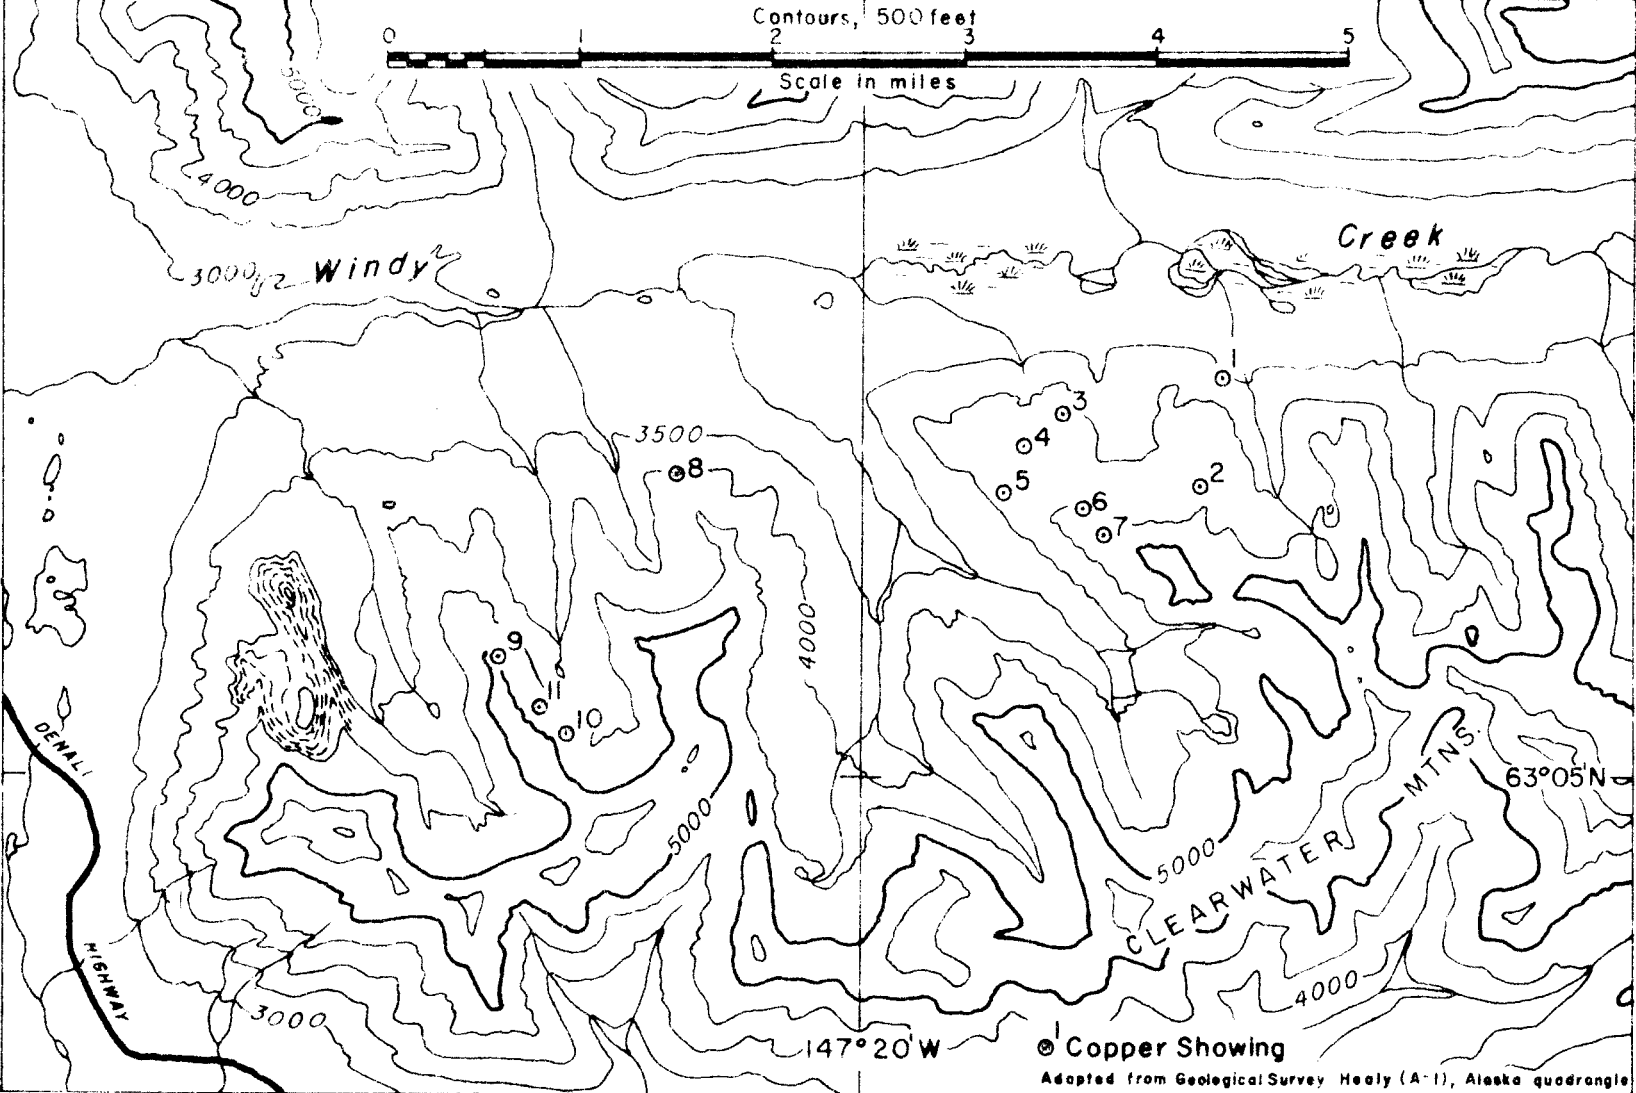 Contours, 500 feet
0 1 2 3 4 5
Scale in miles
5000
4000
3000
Windy
Creek
1
3
3500
4
8
5
2
6
7
4000
9
11
10
DENALI
MTNS.
63°05'N
5000
5000
CLEARWATER
HIGHWAY
4000
3000
147°20'W
1
Copper Showing
Adapted from Geological Survey Healy (A-1), Alaska quadrangle